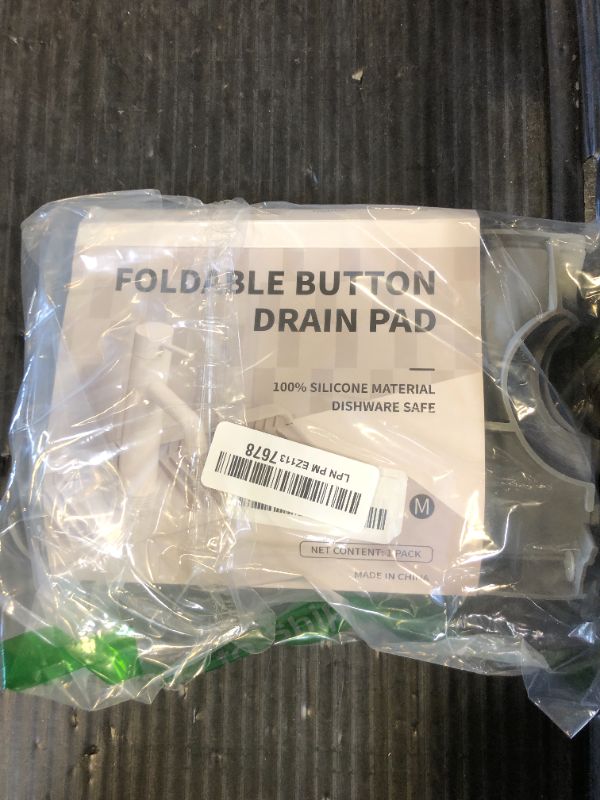 FOLDABLE BUTTON
DRAIN PAD
100% SILICONE MATERIAL
DISHWARE SAFE
LPN PM EZ1137678
M
NET CONTENT: 1 PACK
MADE IN CHINA